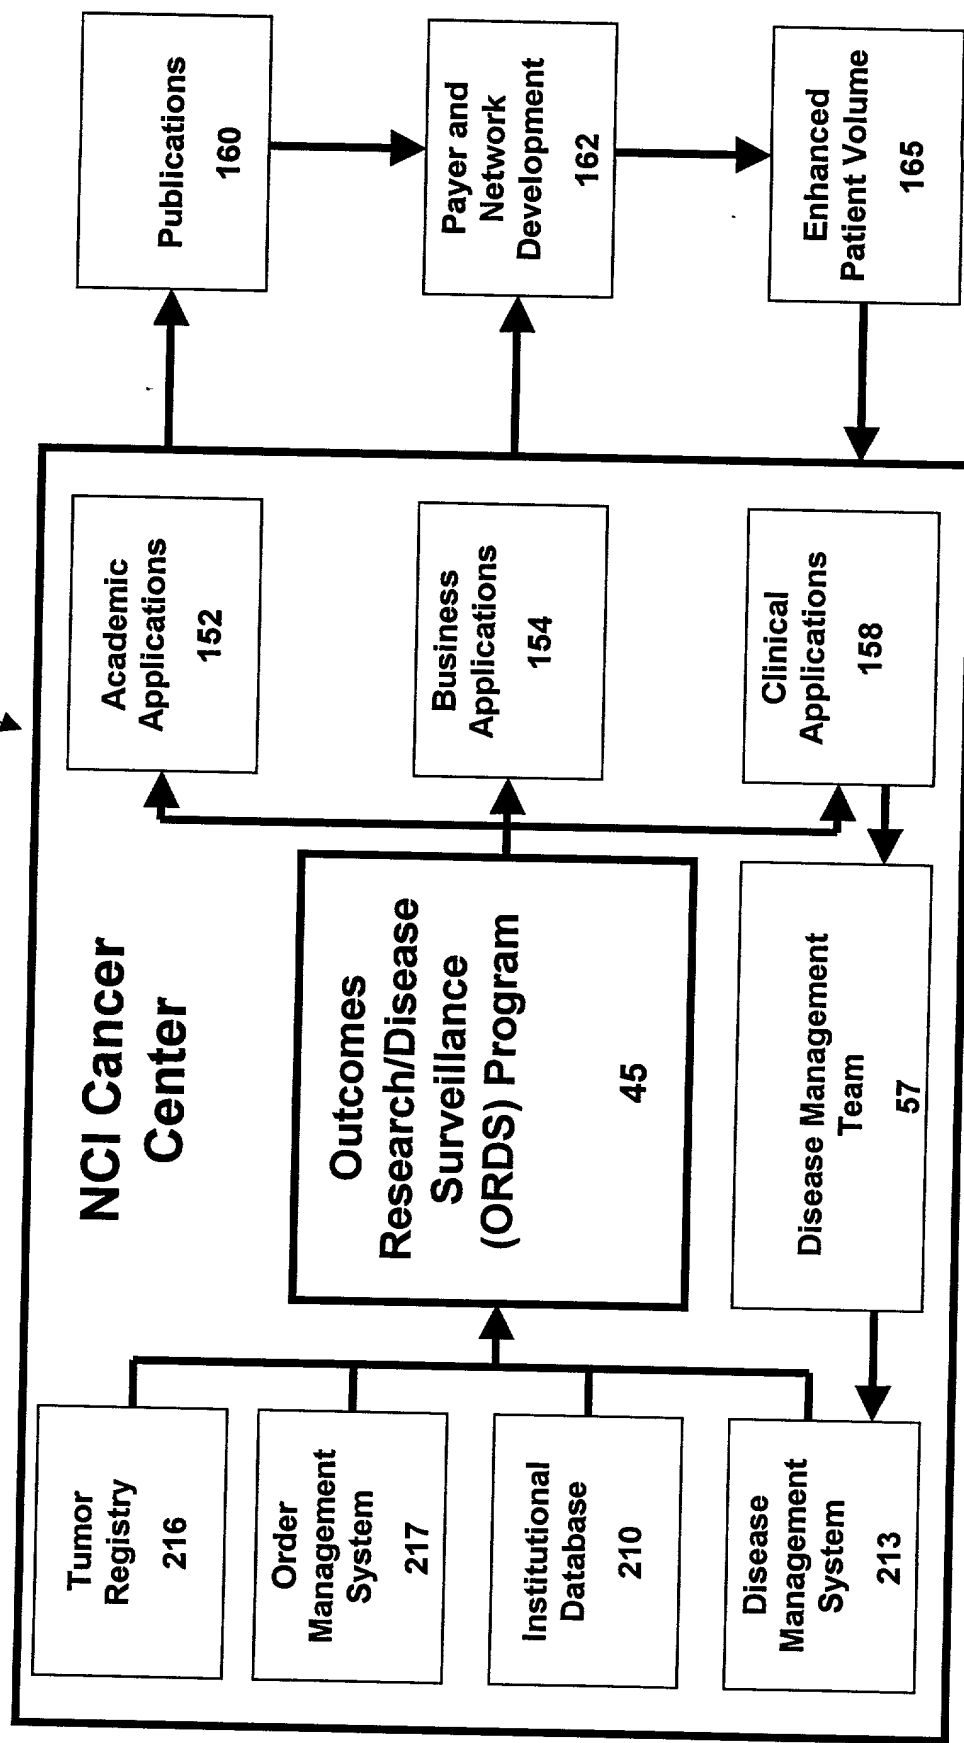 NCI Cancer
Center
Tumor
Registry
216
Order
Management
System
217
Institutional
Database
210
Disease
Management
System
213
Outcomes
Research/Disease
Surveillance
(ORDS) Program
45
Disease Management
Team
57
Academic
Applications
152
Business
Applications
154
Clinical
Applications
158
Publications
160
Payer and
Network
Development
162
Enhanced
Patient Volume
165